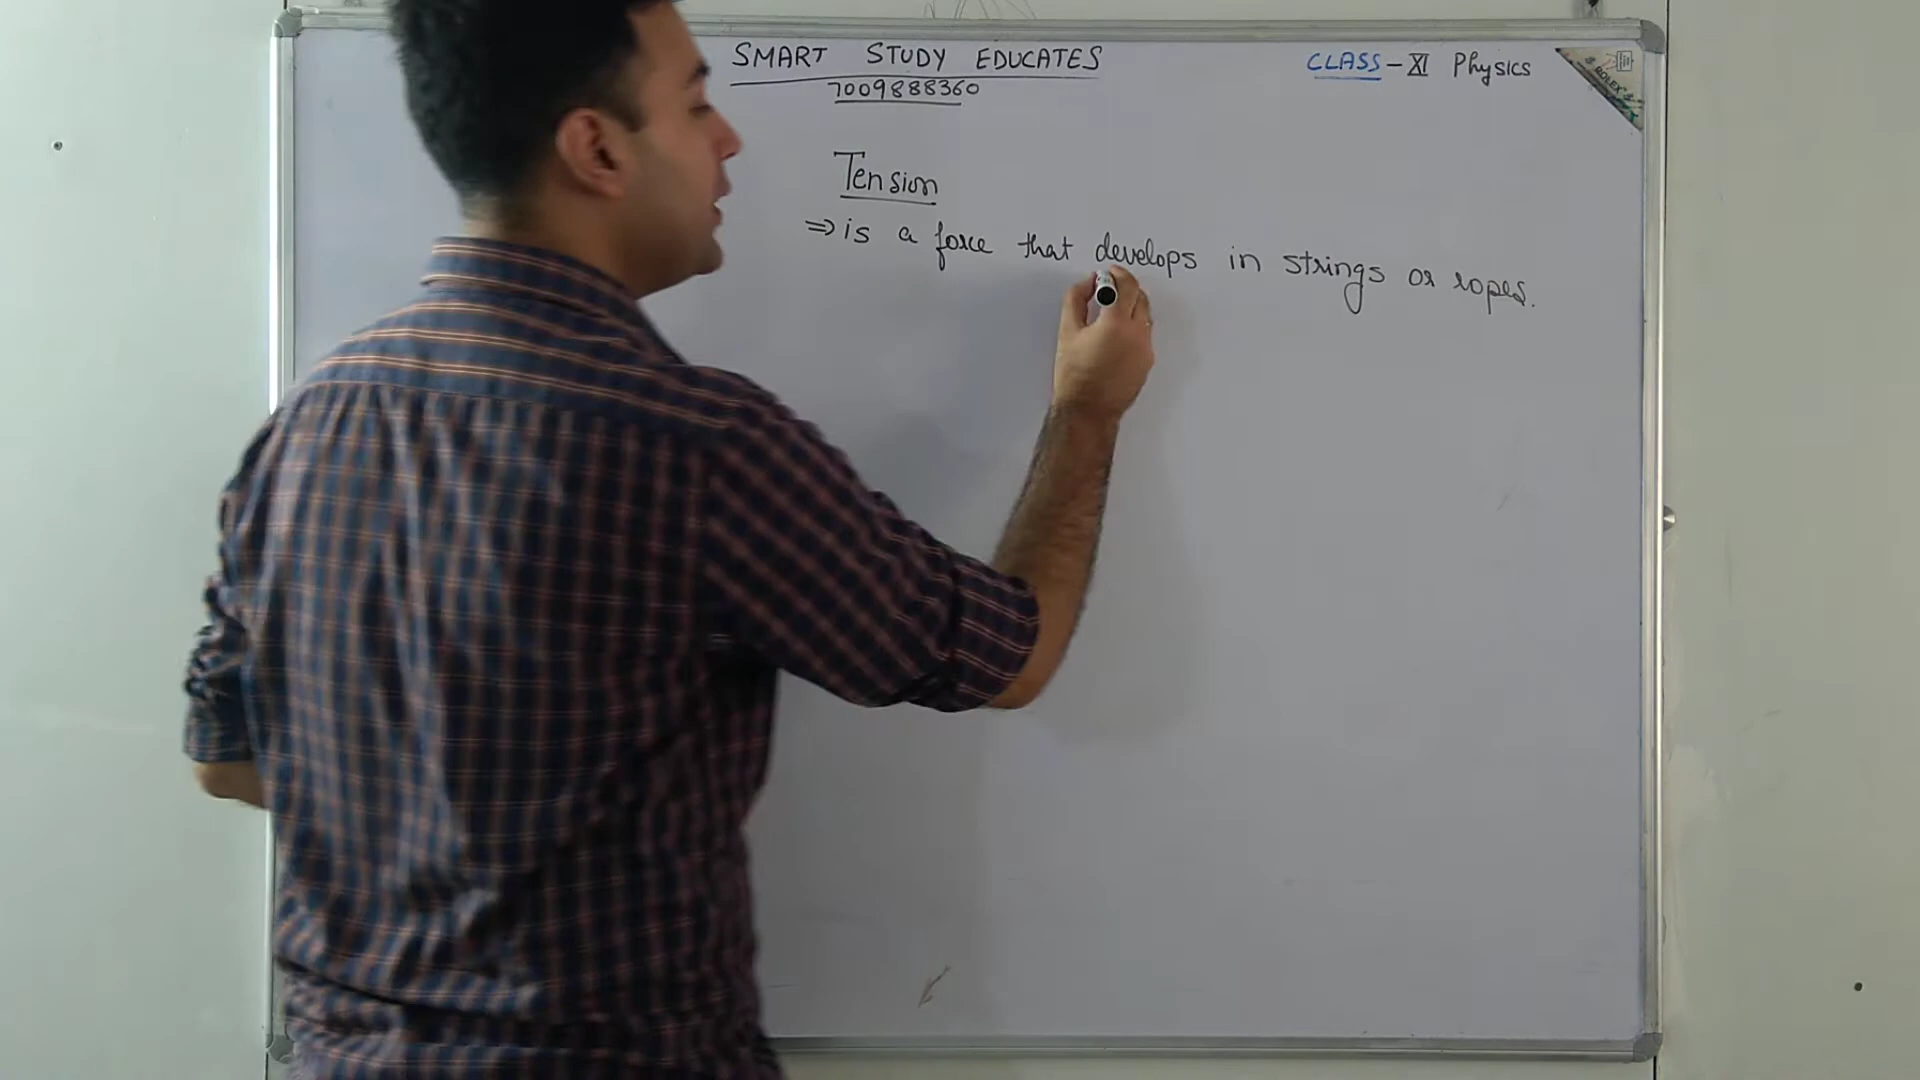 SMART STUDY EDUCATES
7009888360
CLASS - XI Physics
Tension
⇒ is a force that develops in strings or ropes.